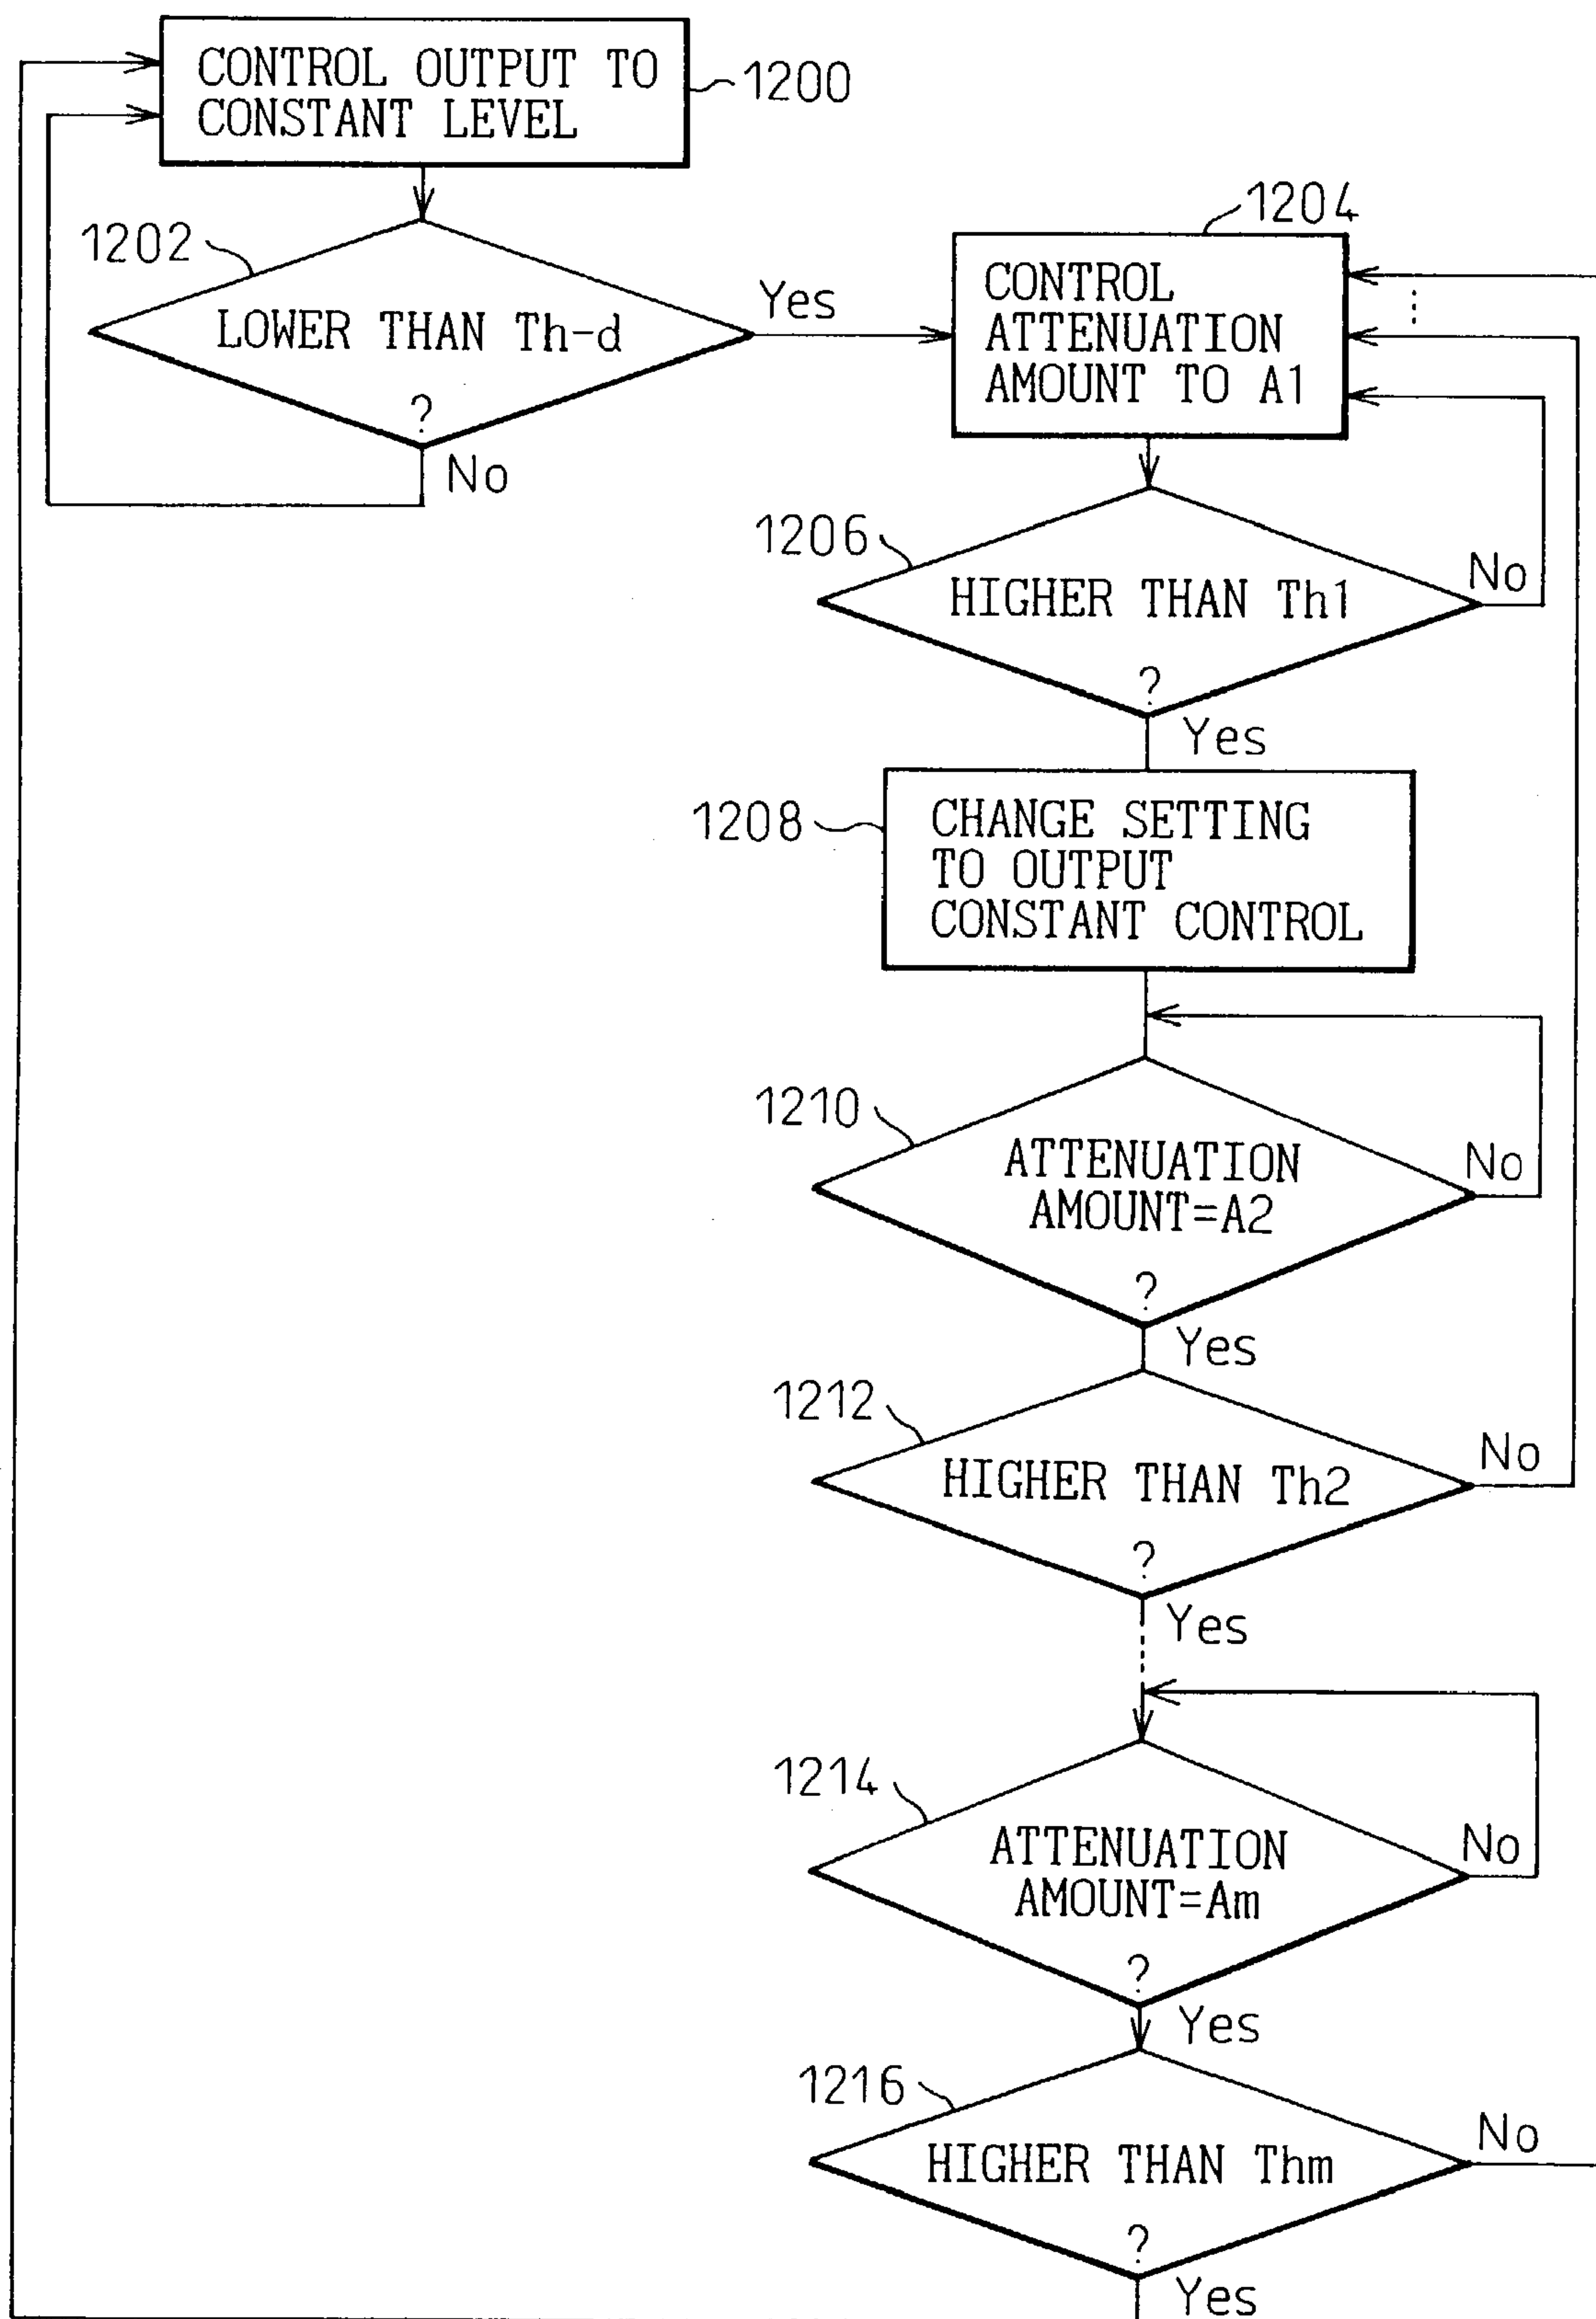 CONTROL OUTPUT TO
CONSTANT LEVEL
1200
1202
LOWER THAN Th-d
?
Yes
No
1204
CONTROL
ATTENUATION
AMOUNT TO A1
1206
HIGHER THAN Th1
?
No
Yes
1208
CHANGE SETTING
TO OUTPUT
CONSTANT CONTROL
1210
ATTENUATION
AMOUNT=A2
?
No
Yes
1212
HIGHER THAN Th2
?
No
Yes
1214
ATTENUATION
AMOUNT=Am
?
No
Yes
1216
HIGHER THAN Thm
?
No
Yes